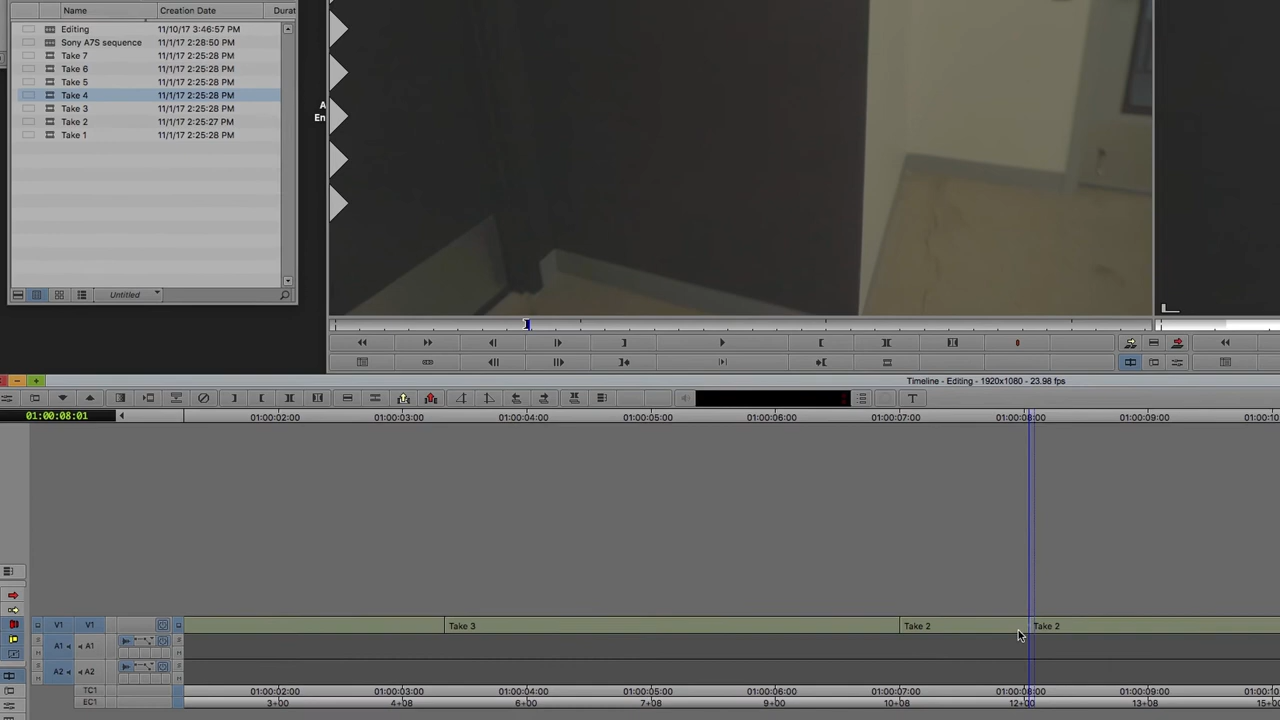 Name Creation Date Durat
Editing 11/10/17 3:46:57 PM
Sony A7S sequence 11/1/17 2:28:50 PM
Take 7 11/1/17 2:25:28 PM
Take 6 11/1/17 2:25:28 PM
Take 5 11/1/17 2:25:28 PM
Take 4 11/1/17 2:25:28 PM
Take 3 11/1/17 2:25:28 PM
Take 2 11/1/17 2:25:27 PM
Take 1 11/1/17 2:25:28 PM
A
En
Untitled
Timeline - Editing - 1920x1080 - 23.98 fps
T
01:00:08:01 01:00:02:00 01:00:03:00 01:00:04:00 01:00:05:00 01:00:06:00 01:00:07:00 01:00:08:00 01:00:09:00 01:00:10
V1 V1 Take 3 Take 2 Take 2
A1 A1
A2 A2
TC1 01:00:02:00 01:00:03:00 01:00:04:00 01:00:05:00 01:00:06:00 01:00:07:00 01:00:08:00 01:00:09:00 01:00:10
EC1 3+00 4+08 6+00 7+08 9+00 10+08 12+00 13+08 15+0